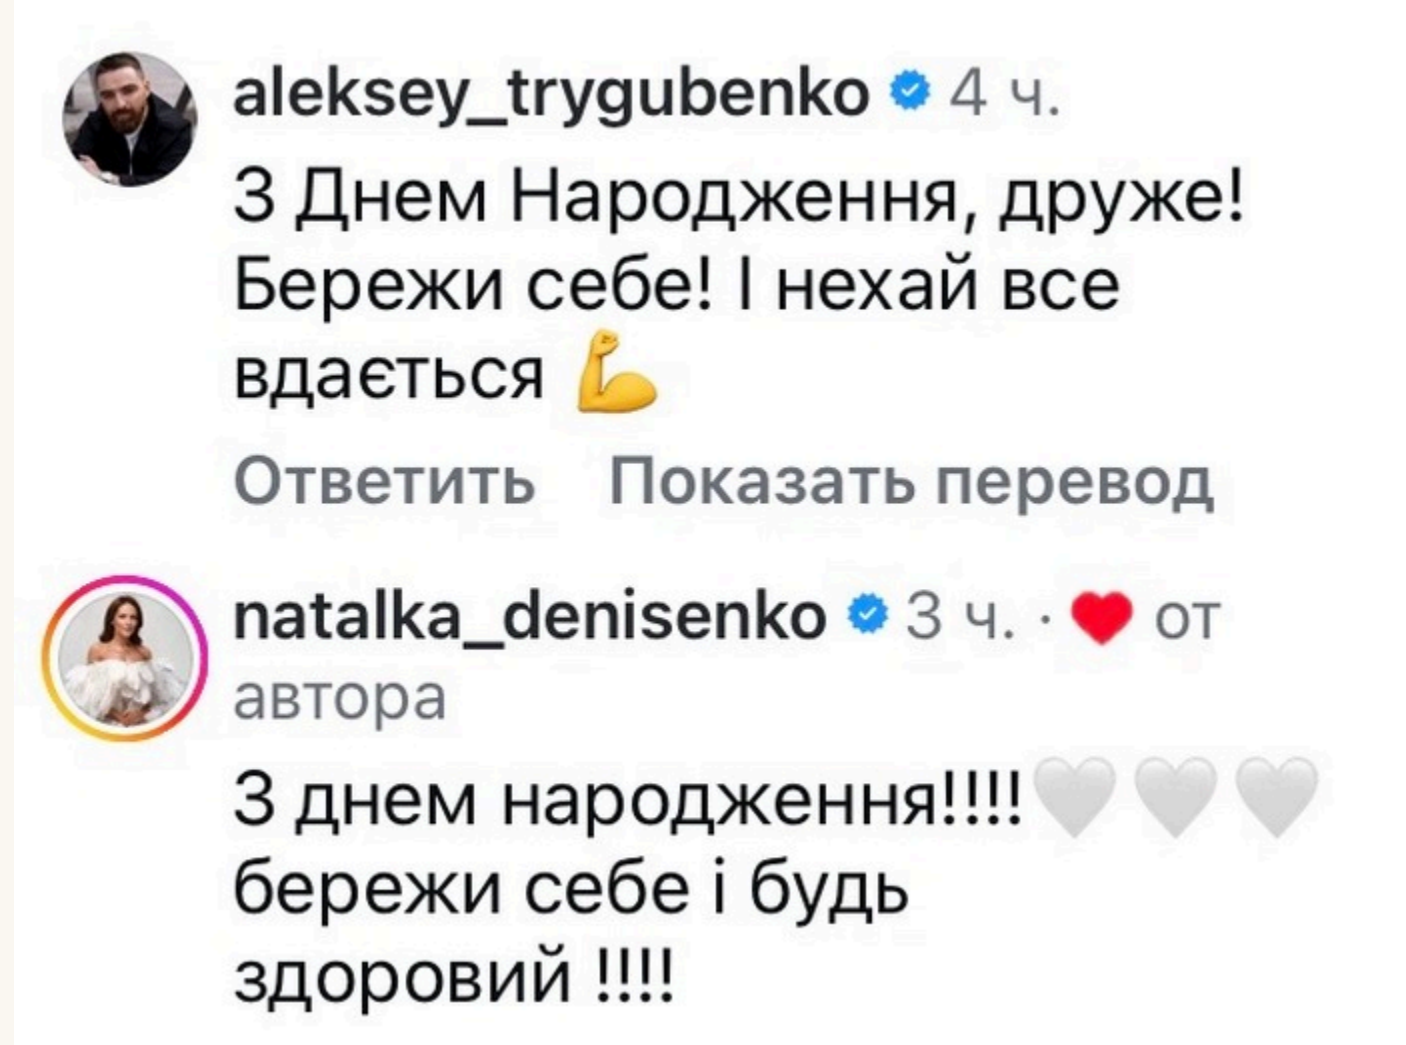 aleksey_trygubenko 4 ч.
З Днем Народження, друже!
Бережи себе! І нехай все
вдається 💪
Ответить Показать перевод
natalka_denisenko 3 ч. · ❤️ от
автора
З днем народження!!!!🤍🤍🤍
бережи себе і будь
здоровий !!!!